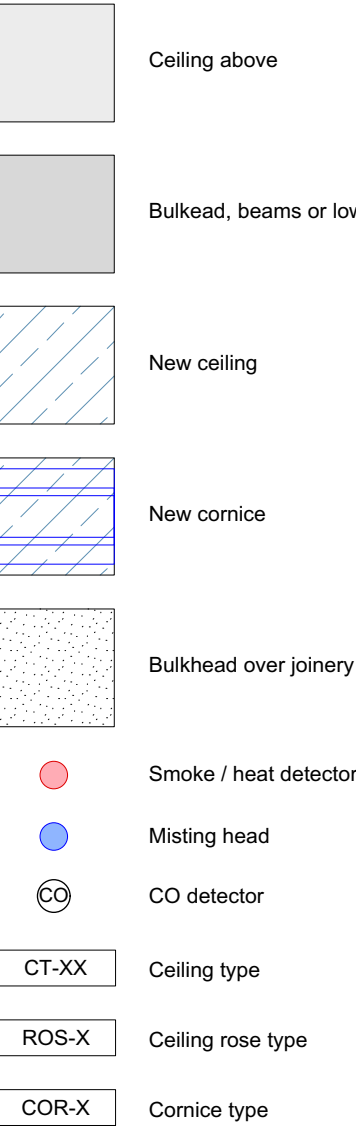 Ceiling above
Bulkead, beams or
New ceiling
New cornice
Bulkhead over joinery
Smoke / heat detector
Misting head
CO CO detector
CT-XX Ceiling type
ROS-X Ceiling rose type
COR-X Cornice type